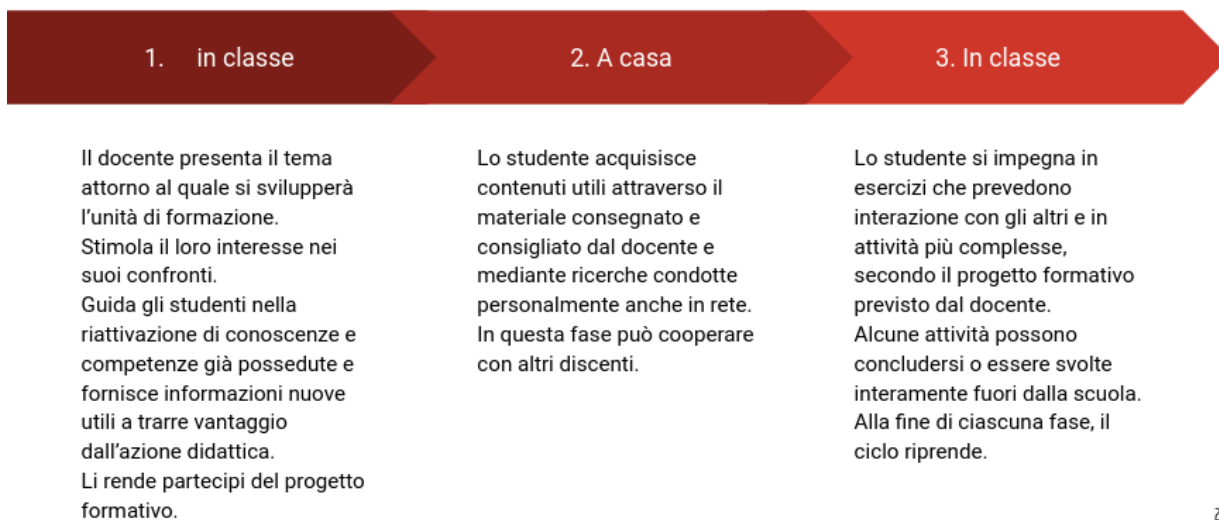 1. in classe
2. A casa
3. In classe
Il docente presenta il tema
attorno al quale si svilupperà
l'unità di formazione.
Stimola il loro interesse nei
suoi confronti.
Guida gli studenti nella
riattivazione di conoscenze e
competenze già possedute e
fornisce informazioni nuove
utili a trarre vantaggio
dall'azione didattica.
Li rende partecipi del progetto
formativo.
Lo studente acquisisce
contenuti utili attraverso il
materiale consegnato e
consigliato dal docente e
mediante ricerche condotte
personalmente anche in rete.
In questa fase può cooperare
con altri discenti.
Lo studente si impegna in
esercizi che prevedono
interazione con gli altri e in
attività più complesse,
secondo il progetto formativo
previsto dal docente.
Alcune attività possono
concludersi o essere svolte
interamente fuori dalla scuola.
Alla fine di ciascuna fase, il
ciclo riprende.